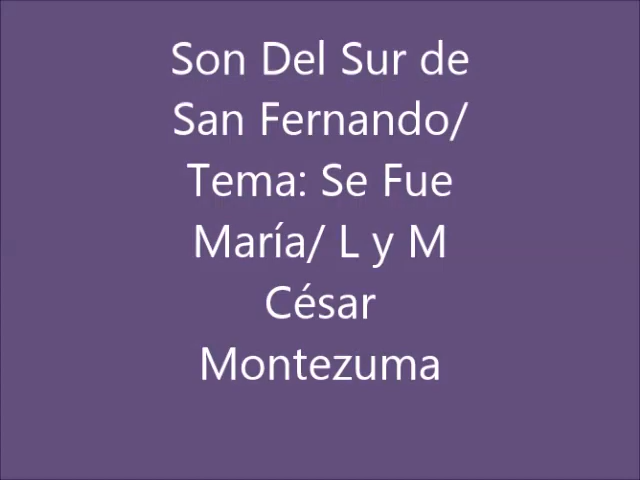 Son Del Sur de
San Fernando/
Tema: Se Fue
María/ L y M
César
Montezuma